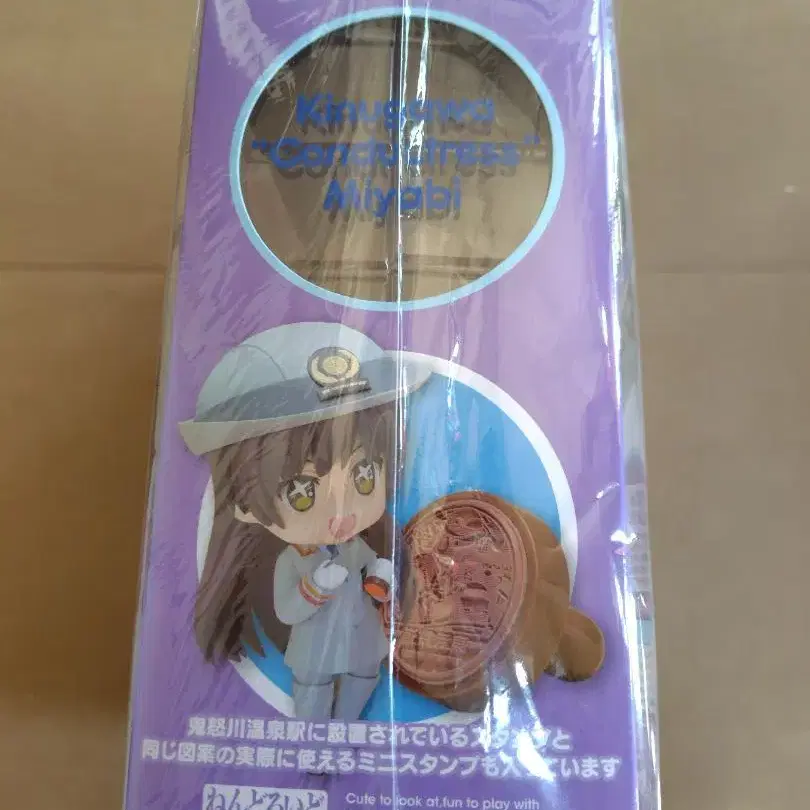 Kinugawa
"Conductress"
Miyabi
鬼怒川温泉駅に設置されているスタンプと
同じ図案の実際に使えるミニスタンプも入っています
ねんどろいど
Cute to look at,fun to play with